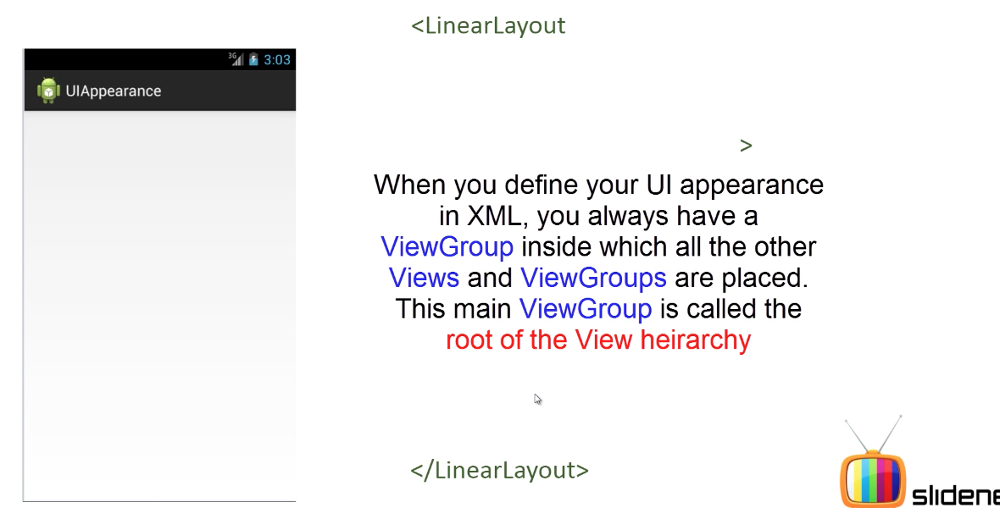 <LinearLayout
3G 3:03
UIAppearance
>
When you define your UI appearance
in XML, you always have a
ViewGroup inside which all the other
Views and ViewGroups are placed.
This main ViewGroup is called the
root of the View heirarchy
</LinearLayout>
slidene